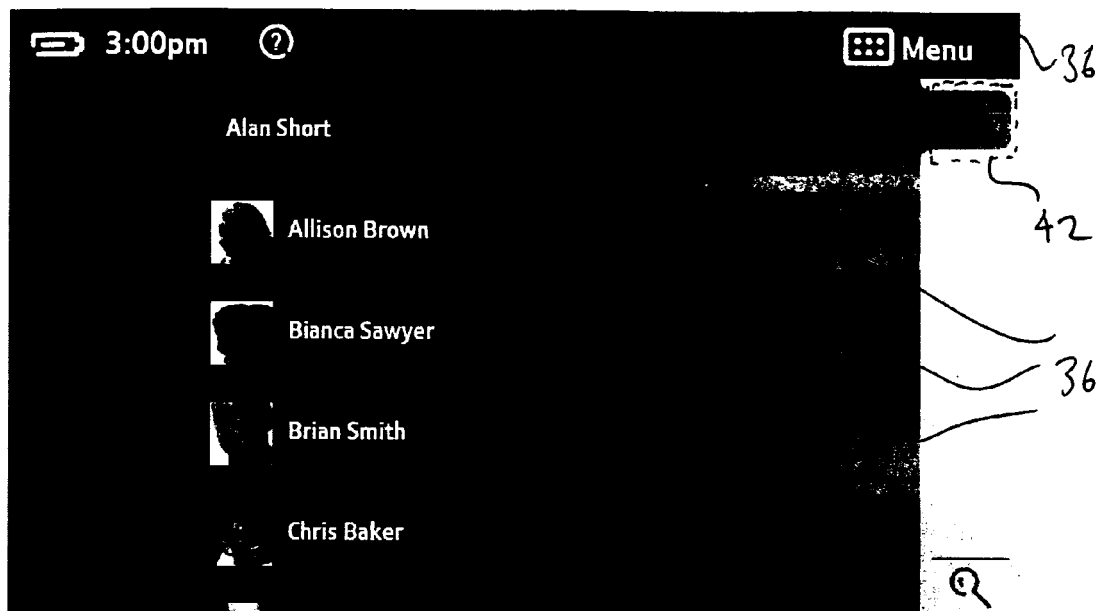 3:00pm ? Menu
36
Alan Short
42
Allison Brown
Bianca Sawyer
36
Brian Smith
Chris Baker